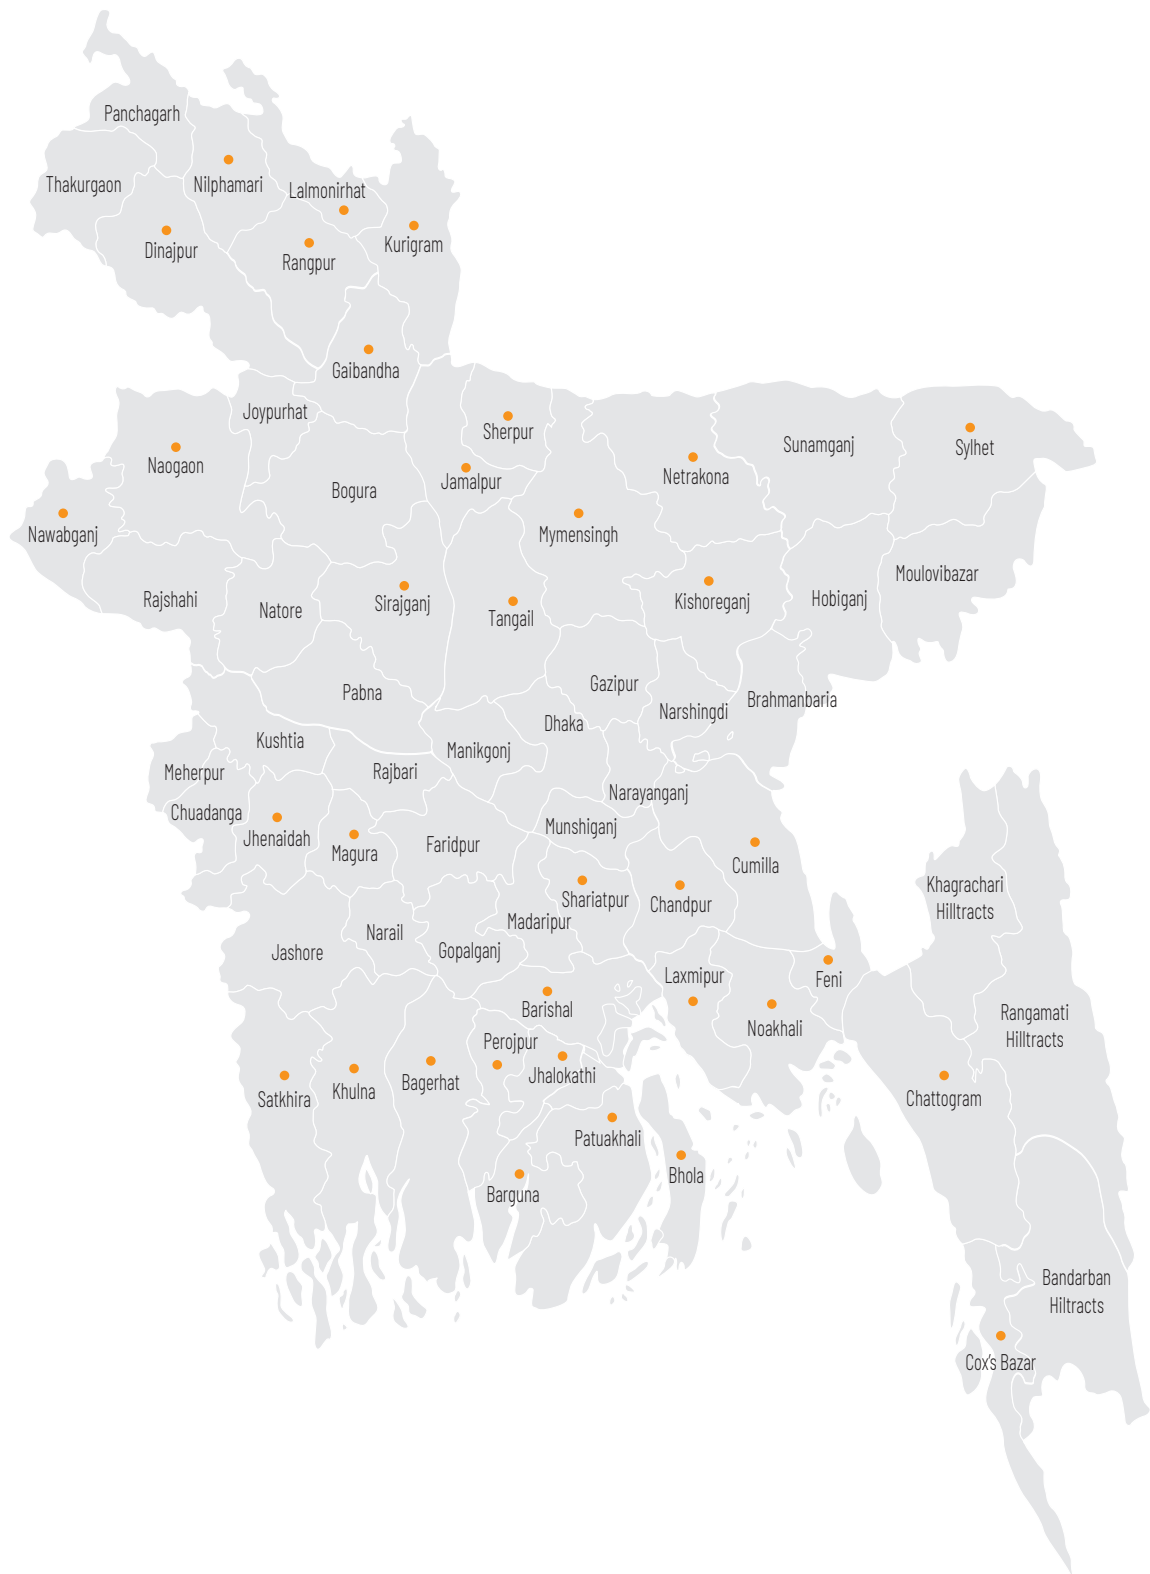 Panchagarh
Thakurgaon
Nilphamari
Lalmonirhat
Dinajpur
Rangpur
Kurigram
Gaibandha
Joypurhat
Sherpur
Sunamganj
Sylhet
Naogaon
Bogura
Jamalpur
Netrakona
Nawabganj
Mymensingh
Moulovibazar
Rajshahi
Natore
Sirajganj
Tangail
Kishoreganj
Hobiganj
Pabna
Gazipur
Narshingdi
Brahmanbaria
Dhaka
Kushtia
Manikgonj
Meherpur
Rajbari
Narayanganj
Chuadanga
Jhenaidah
Magura
Faridpur
Munshiganj
Cumilla
Khagrachari
Hilltracts
Shariatpur
Chandpur
Madaripur
Narail
Jashore
Gopalganj
Laxmipur
Feni
Barishal
Noakhali
Rangamati
Hilltracts
Perojpur
Jhalokathi
Satkhira
Khulna
Bagerhat
Chattogram
Patuakhali
Bhola
Barguna
Bandarban
Hiltracts
Cox's Bazar